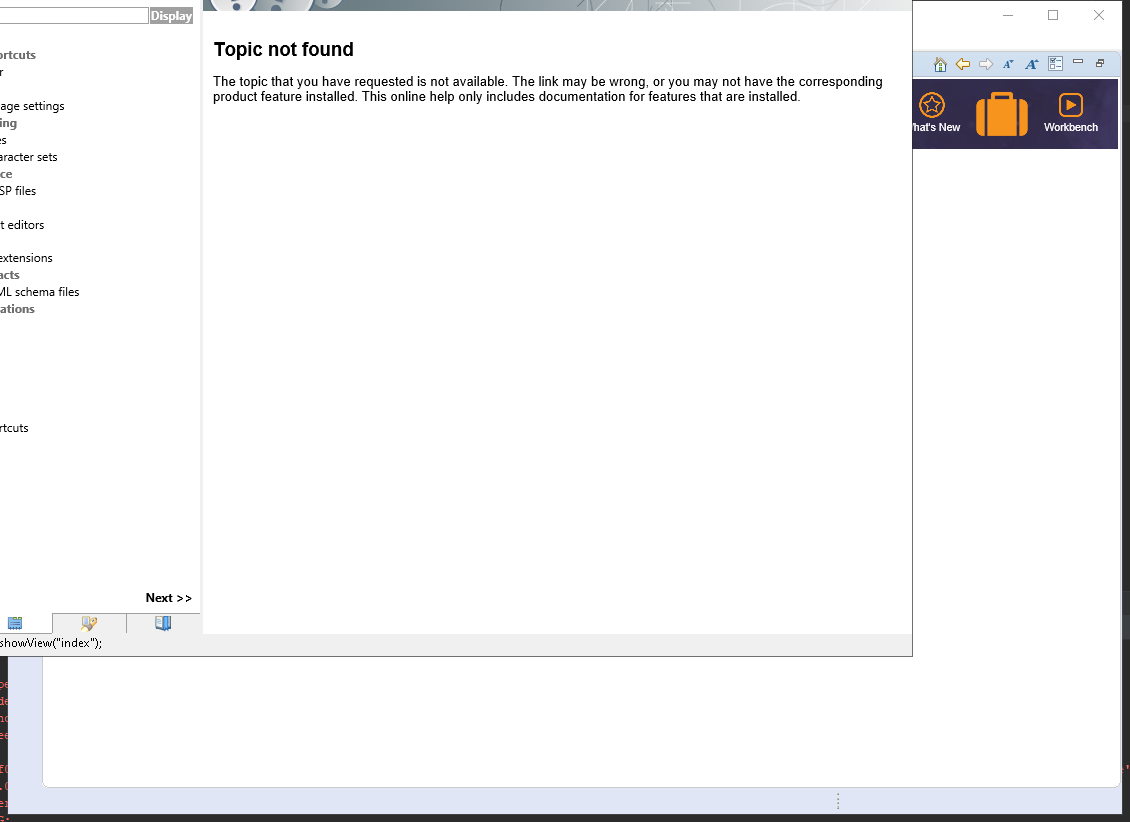 Display
ortcuts
r
age settings
ing
es
aracter sets
ce
SP files
t editors
extensions
acts
ML schema files
ations
rtcuts
Next >>
showView("index");
Topic not found
The topic that you have requested is not available. The link may be wrong, or you may not have the corresponding
product feature installed. This online help only includes documentation for features that are installed.
hat's New
Workbench